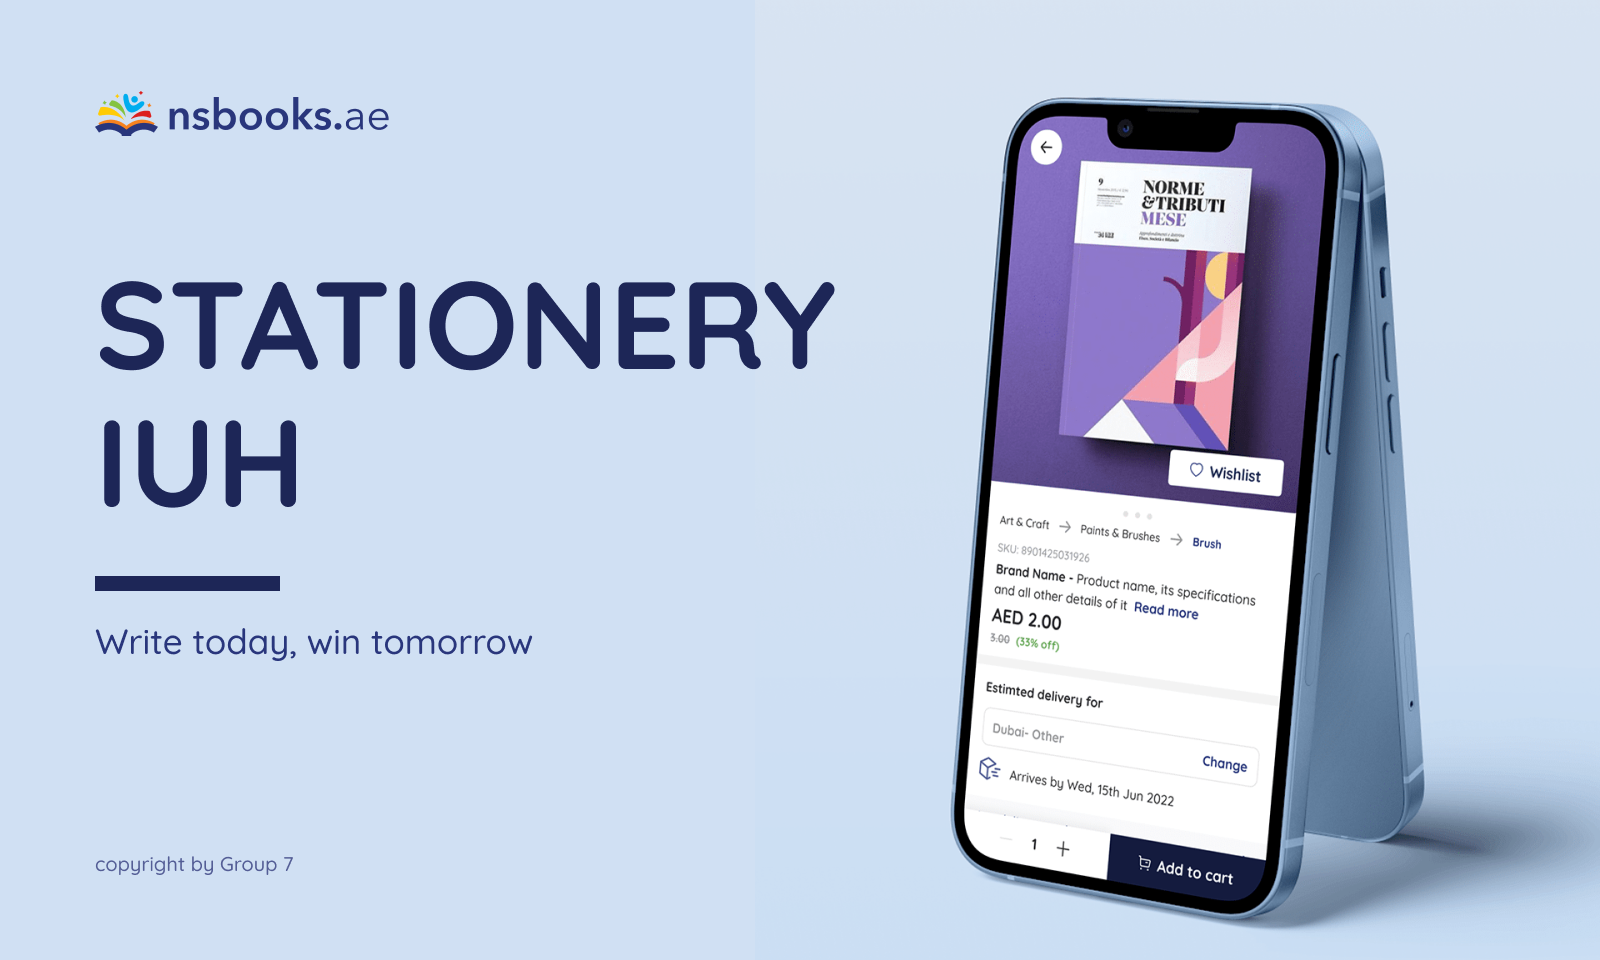 nsbooks.ae
STATIONERY
IUH
Write today, win tomorrow
copyright by Group 7
9
NORME
&TRIBUTI
MESE
Wishlist
Art & Craft → Paints & Brushes → Brush
SKU: 8901425031926
Brand Name - Product name, its specifications
and all other details of it Read more
AED 2.00
3.00 (33% off)
Estimted delivery for
Dubai- Other
Change
Arrives by Wed, 15th Jun 2022
1 +
Add to cart